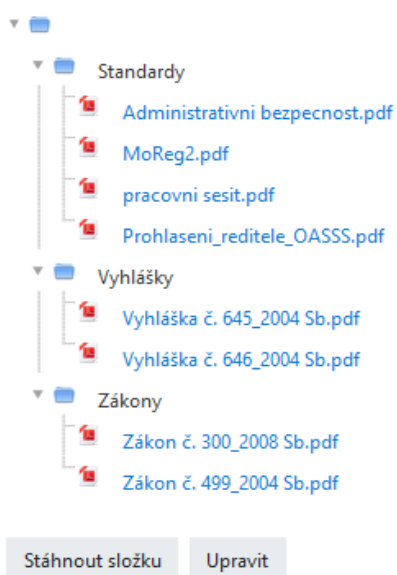 Standardy
Administrativni bezpecnost.pdf
MoReg2.pdf
pracovni sesit.pdf
Prohlaseni_reditele_OASSS.pdf
Vyhlášky
Vyhláška č. 645_2004 Sb.pdf
Vyhláška č. 646_2004 Sb.pdf
Zákony
Zákon č. 300_2008 Sb.pdf
Zákon č. 499_2004 Sb.pdf
Stáhnout složku Upravit